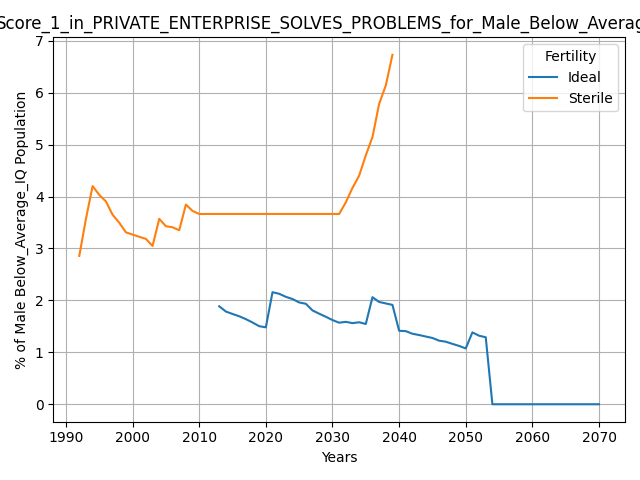 Score_1_in_PRIVATE_ENTERPRISE_SOLVES_PROBLEMS_for_Male_Below_Averag
7
6
5
4
3
2
1
0
% of Male Below_Average_IQ Population
Fertility
Ideal
Sterile
1990 2000 2010 2020 2030 2040 2050 2060 2070
Years